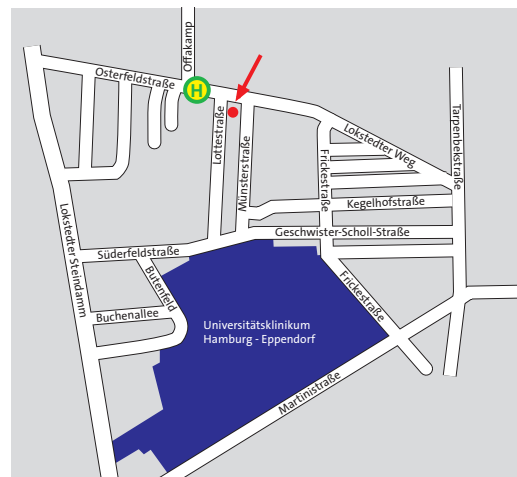 Offakamp
Osterfeldstraße
H
Lottestraße
Münsterstraße
Frickestraße
Lokstedter Weg
Tarpenbekstraße
Kegelhofstraße
Geschwister-Scholl-Straße
Lokstedter Steindamm
Süderfeldstraße
Butenfeld
Buchenallee
Frickestraße
Universitätsklinikum
Hamburg - Eppendorf
Martinistraße